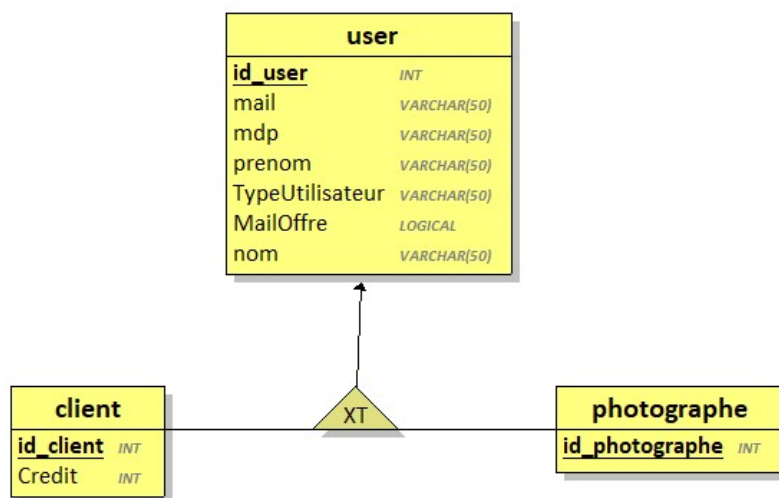 user
id_user INT
mail VARCHAR(50)
mdp VARCHAR(50)
prenom VARCHAR(50)
TypeUtilisateur VARCHAR(50)
MailOffre LOGICAL
nom VARCHAR(50)
XT
client
id_client INT
Credit INT
photographe
id_photographe INT